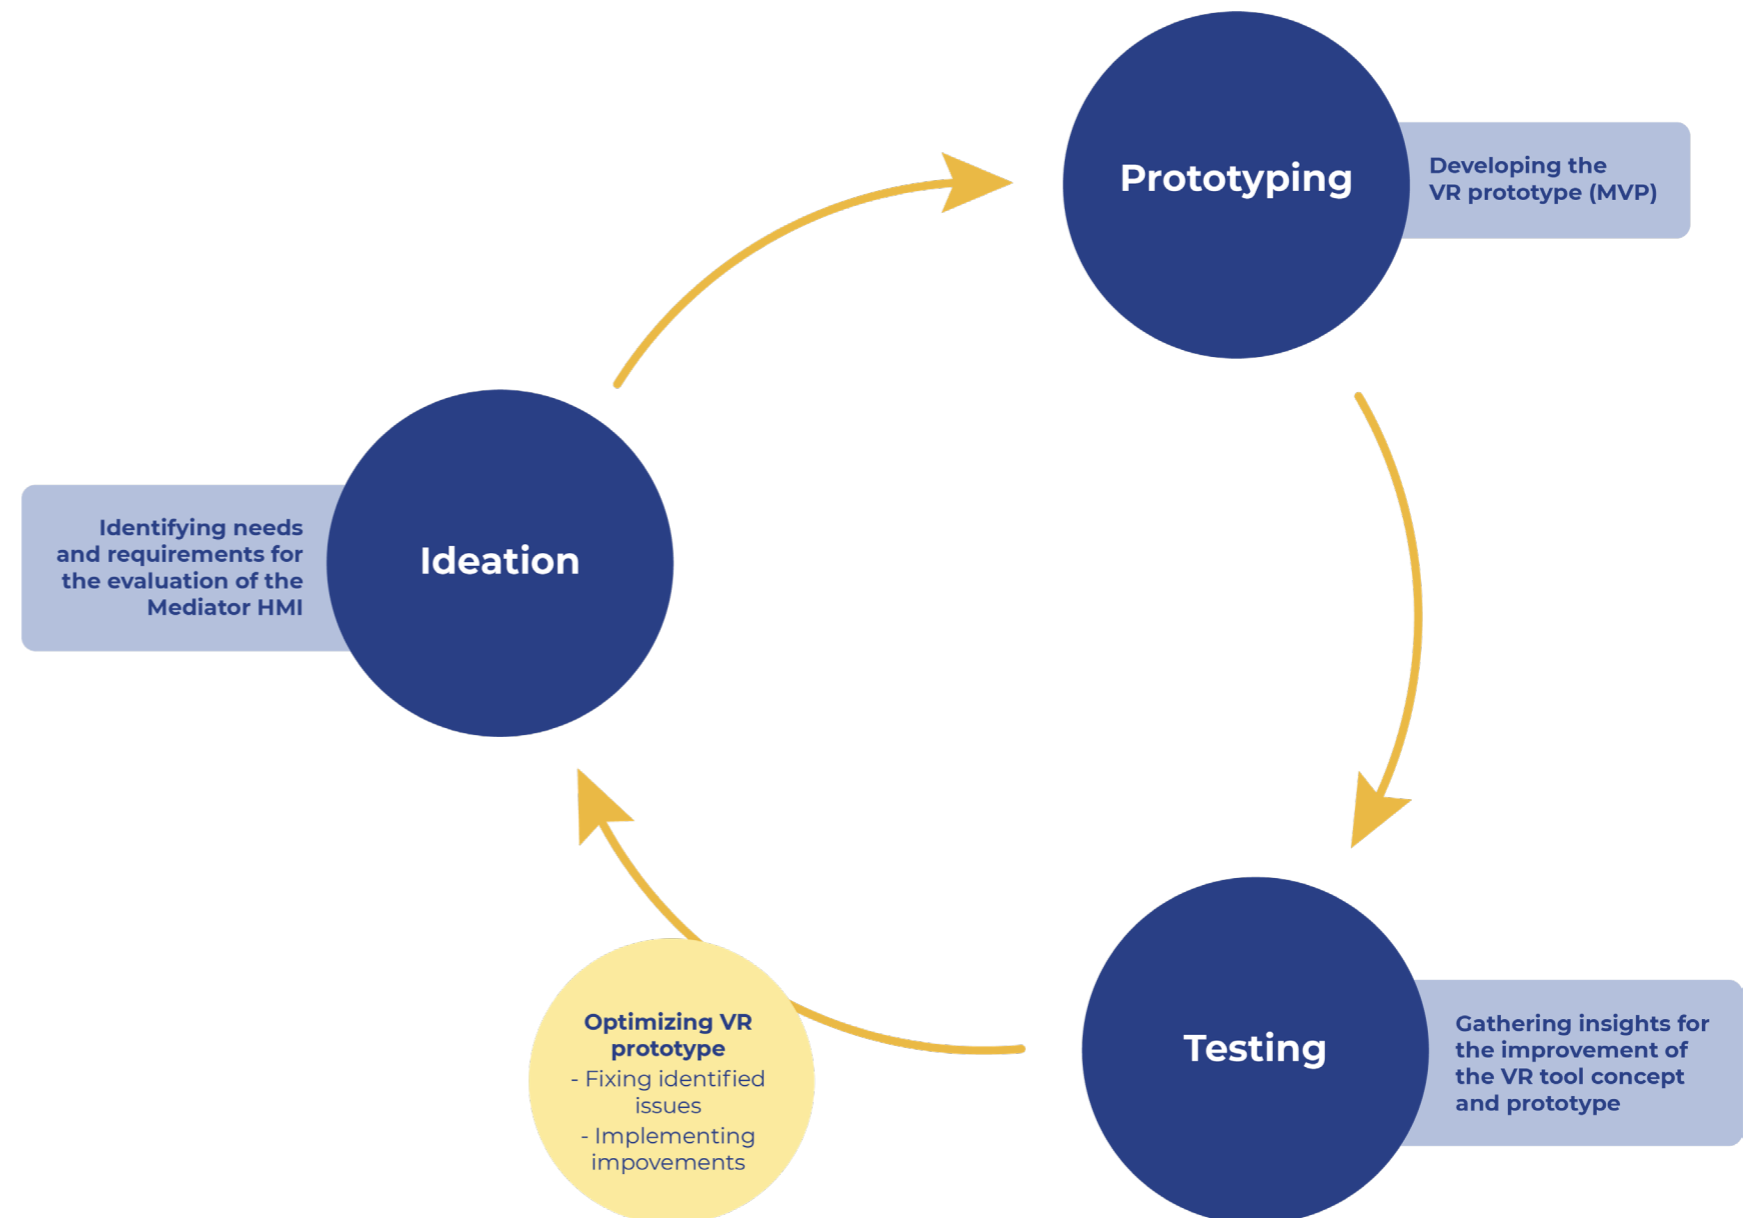 Prototyping
Developing the
VR prototype (MVP)
Ideation
Identifying needs
and requirements for
the evaluation of the
Mediator HMI
Testing
Gathering insights for
the improvement of
the VR tool concept
and prototype
Optimizing VR
prototype
- Fixing identified
issues
- Implementing
impovements